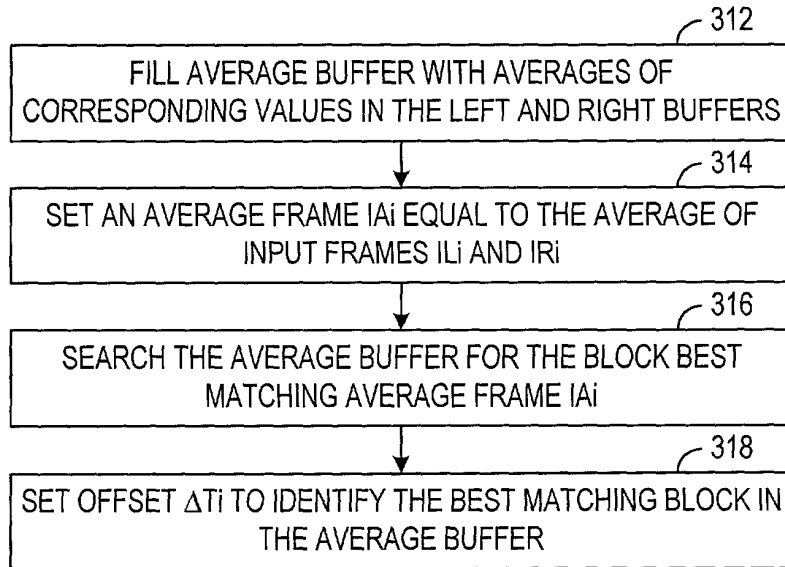 312
FILL AVERAGE BUFFER WITH AVERAGES OF
CORRESPONDING VALUES IN THE LEFT AND RIGHT BUFFERS
314
SET AN AVERAGE FRAME IAi EQUAL TO THE AVERAGE OF
INPUT FRAMES ILi AND IRi
316
SEARCH THE AVERAGE BUFFER FOR THE BLOCK BEST
MATCHING AVERAGE FRAME IAi
318
SET OFFSET ΔTi TO IDENTIFY THE BEST MATCHING BLOCK IN
THE AVERAGE BUFFER